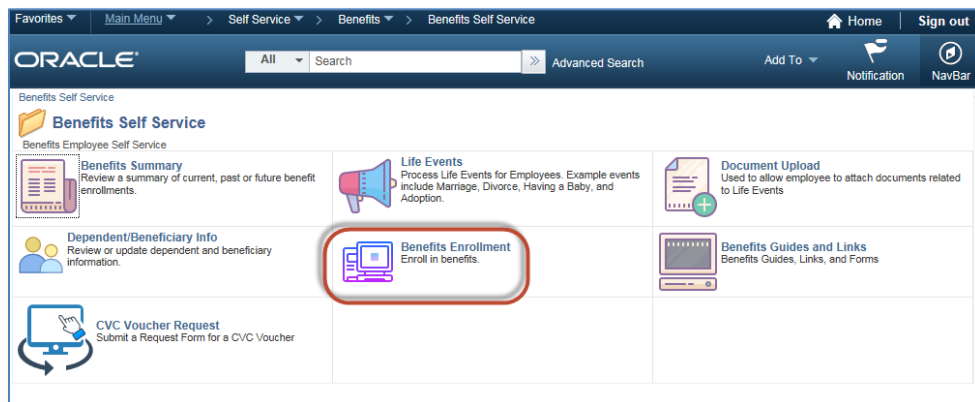 Favorites Main Menu > Self Service > Benefits > Benefits Self Service Home Sign out
ORACLE® All Search » Advanced Search Add To Notification NavBar
Benefits Self Service
Benefits Self Service
Benefits Employee Self Service
Benefits Summary
Review a summary of current, past or future benefit
enrollments.
Life Events
Process Life Events for Employees. Example events
include Marriage, Divorce, Having a Baby, and
Adoption.
Document Upload
Used to allow employee to attach documents related
to Life Events
Dependent/Beneficiary Info
Review or update dependent and beneficiary
information.
Benefits Enrollment
Enroll in benefits.
Benefits Guides and Links
Benefits Guides, Links, and Forms
CVC Voucher Request
Submit a Request Form for a CVC Voucher